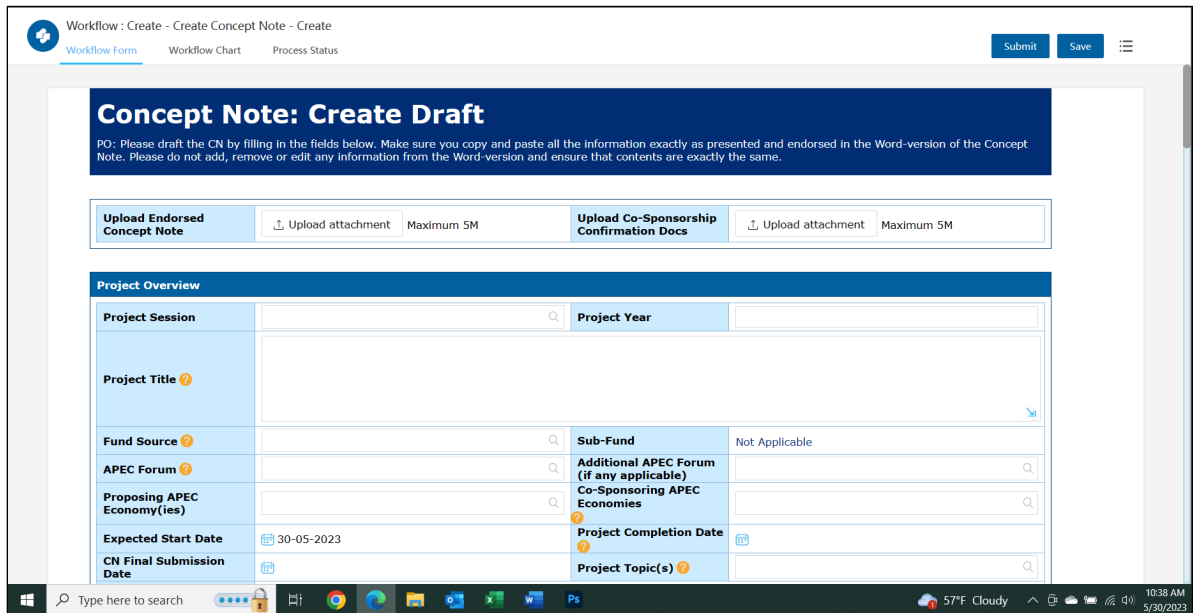 Workflow : Create - Create Concept Note - Create
Workflow Form Workflow Chart Process Status
Submit Save
Concept Note: Create Draft
PO: Please draft the CN by filling in the fields below. Make sure you copy and paste all the information exactly as presented and endorsed in the Word-version of the Concept
Note. Please do not add, remove or edit any information from the Word-version and ensure that contents are exactly the same.
Upload Endorsed
Concept Note
Upload attachment Maximum 5M
Upload Co-Sponsorship
Confirmation Docs
Upload attachment Maximum 5M
Project Overview
Project Session
Project Year
Project Title ?
Fund Source ?
Sub-Fund
Not Applicable
APEC Forum ?
Additional APEC Forum
(if any applicable)
Proposing APEC
Economy(ies)
Co-Sponsoring APEC
Economies
?
Expected Start Date
30-05-2023
Project Completion Date
?
CN Final Submission
Date
Project Topic(s) ?
Type here to search
Ps
57°F Cloudy
10:38 AM
5/30/2023